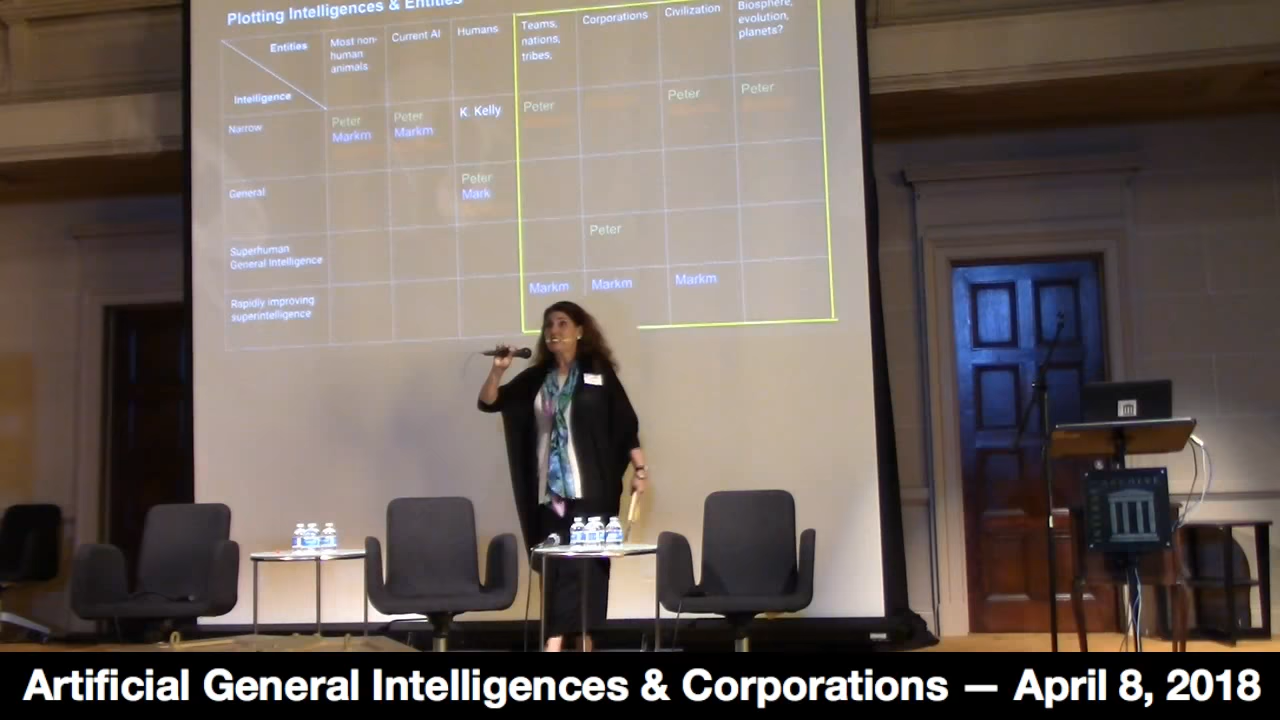 Plotting Intelligences & Entities
Entities
Intelligence
Most non-
human
animals
Current AI
Humans
Teams,
nations,
tribes,
Corporations
Civilization
Biosphere,
evolution,
planets?
Narrow
Peter
Markm
Peter
Markm
K. Kelly
Peter
Peter
Peter
General
Peter
Mark
Superhuman
General Intelligence
Peter
Rapidly improving
superintelligence
Markm
Markm
Markm
INTERNET ARCHIVE
Artificial General Intelligences & Corporations — April 8, 2018